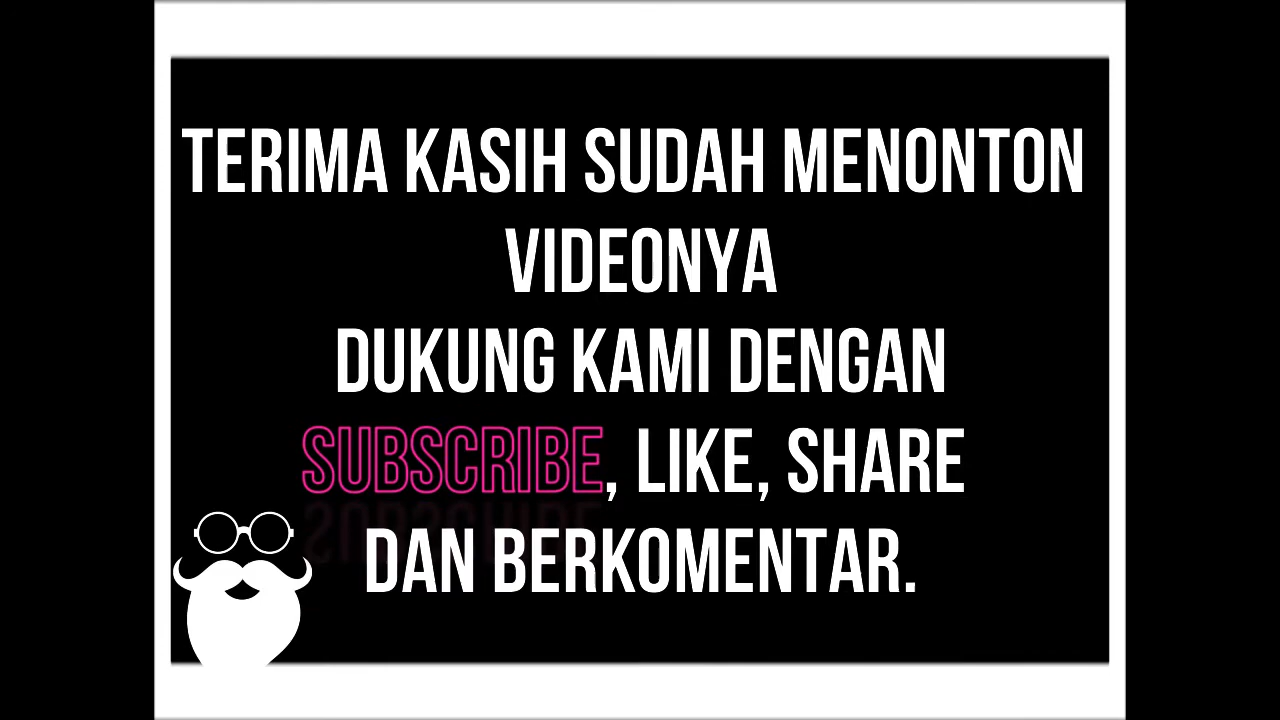 TERIMA KASIH SUDAH MENONTON
VIDEONYA
DUKUNG KAMI DENGAN
SUBSCRIBE, LIKE, SHARE
DAN BERKOMENTAR.